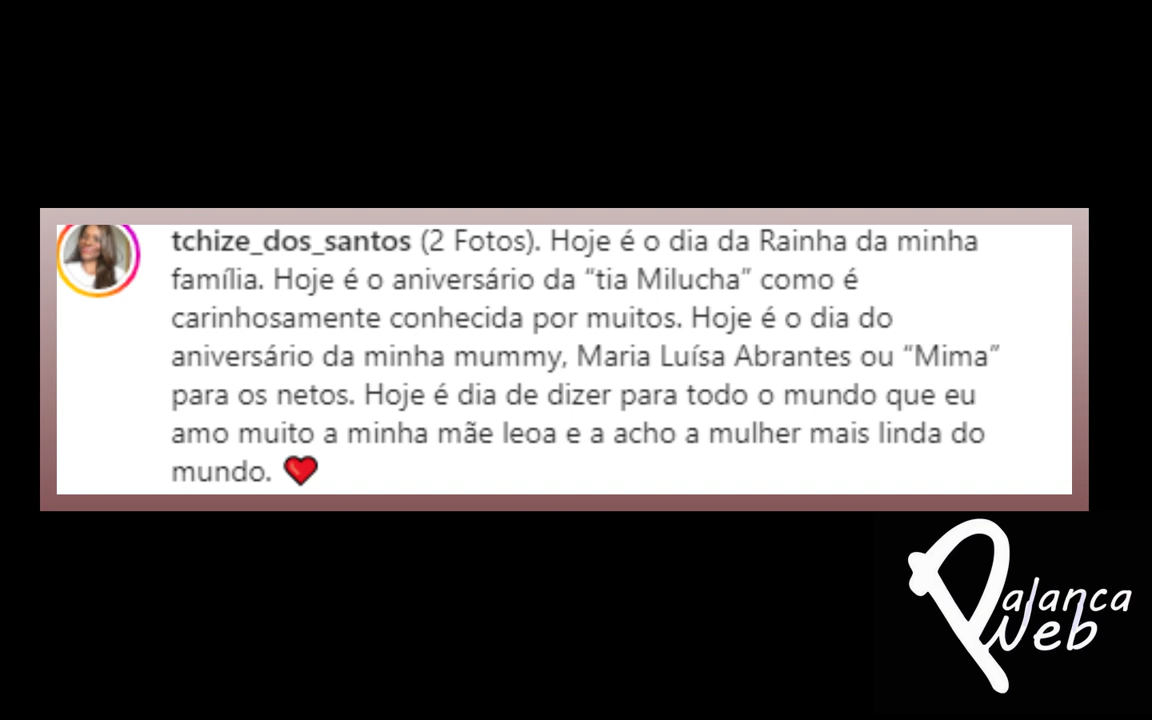 tchize_dos_santos (2 Fotos). Hoje é o dia da Rainha da minha
família. Hoje é o aniversário da “tia Milucha” como é
carinhosamente conhecida por muitos. Hoje é o dia do
aniversário da minha mummy, Maria Luísa Abrantes ou “Mima”
para os netos. Hoje é dia de dizer para todo o mundo que eu
amo muito a minha mãe leoa e a acho a mulher mais linda do
mundo. ❤️
Palanca
Web